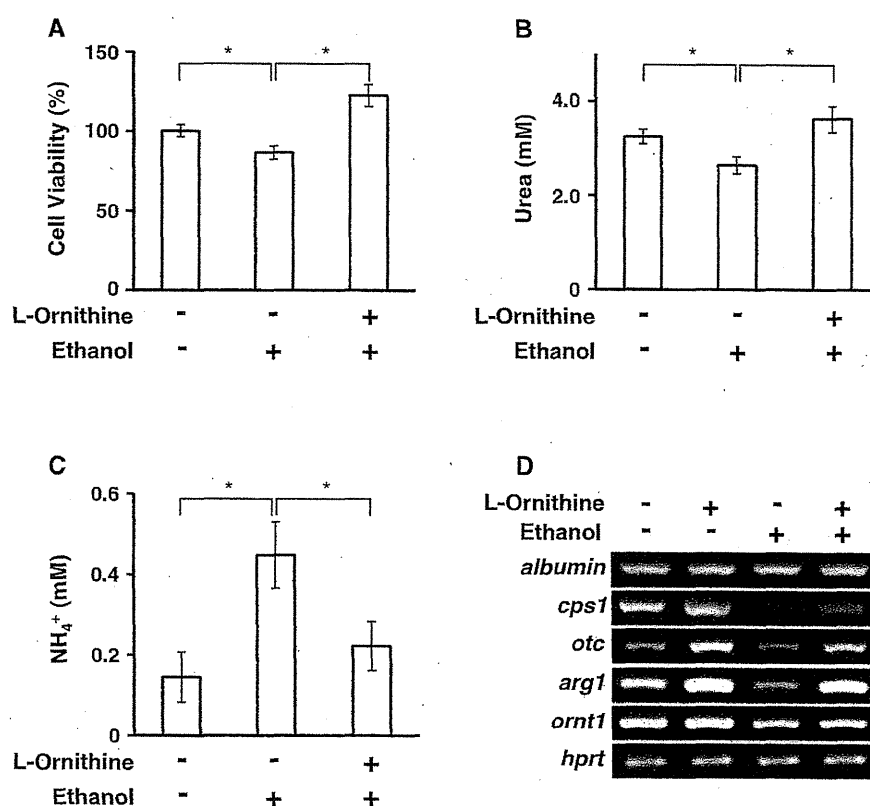 A
150
100
50
0
Cell Viability (%)
* *
L-Ornithine - - +
Ethanol - + +
B
4.0
2.0
0
Urea (mM)
* *
L-Ornithine - - +
Ethanol - + +
C
0.6
0.4
0.2
0
NH₄⁺ (mM)
* *
L-Ornithine - - +
Ethanol - + +
D
L-Ornithine - + - +
Ethanol - - + +
albumin
cps1
otc
arg1
ornt1
hprt